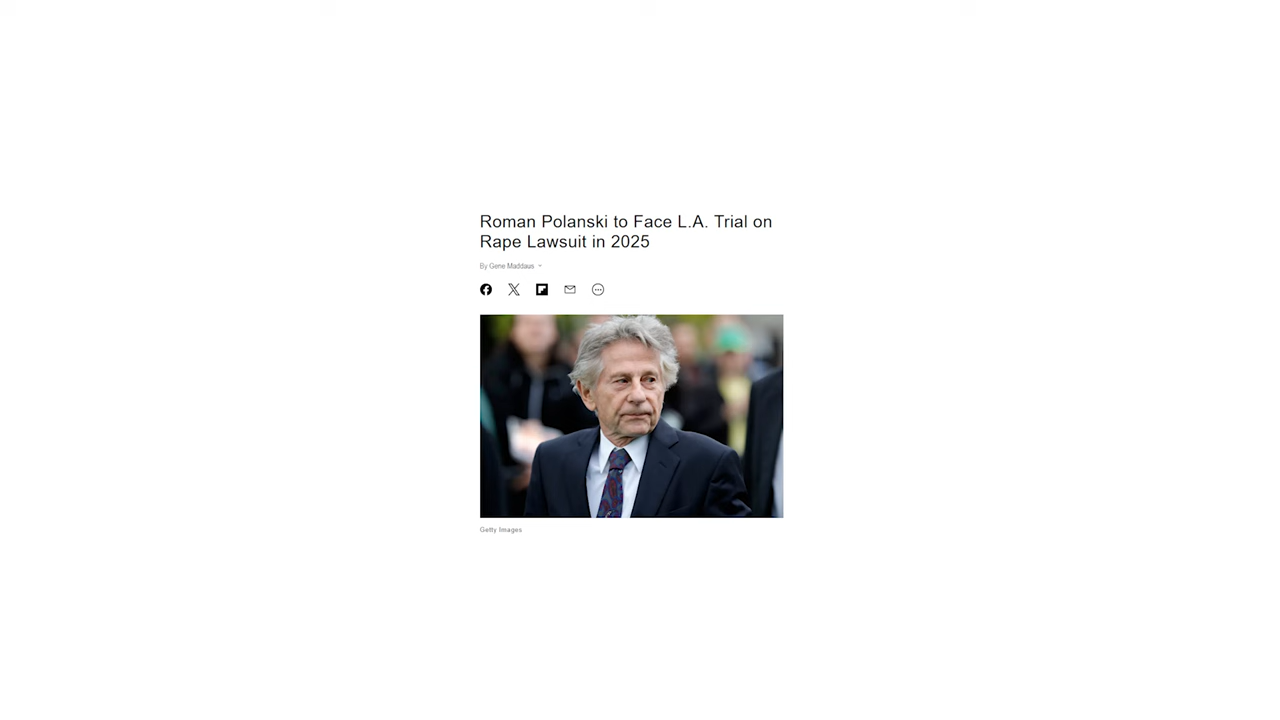 Roman Polanski to Face L.A. Trial on
Rape Lawsuit in 2025
By Gene Maddaus
Getty Images